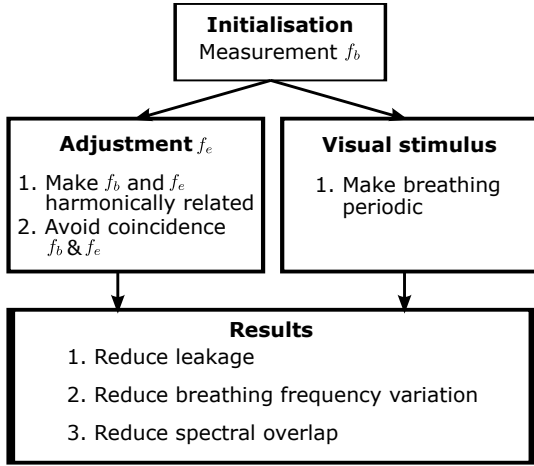 Initialisation
Measurement f_b
Adjustment f_e
1. Make f_b and f_e
harmonically related
2. Avoid coincidence
f_b & f_e
Visual stimulus
1. Make breathing
periodic
Results
1. Reduce leakage
2. Reduce breathing frequency variation
3. Reduce spectral overlap